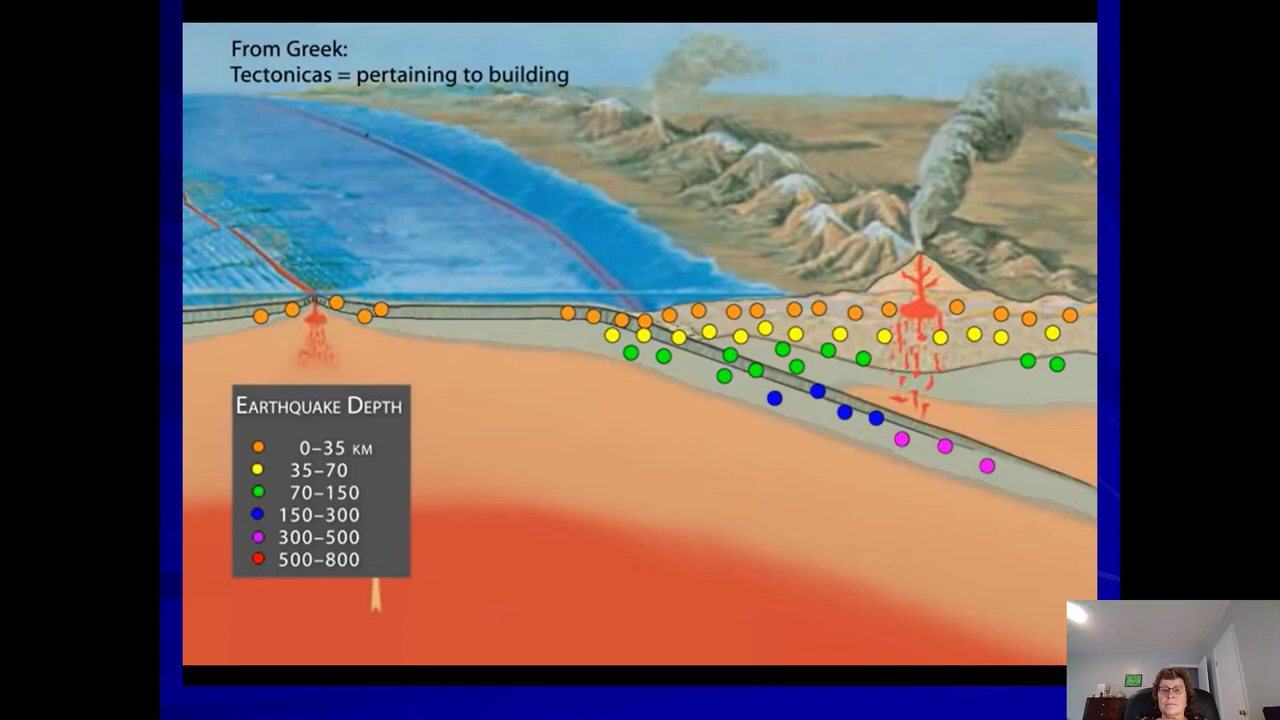 From Greek:
Tectonicas = pertaining to building
EARTHQUAKE DEPTH
0–35 KM
35–70
70–150
150–300
300–500
500–800